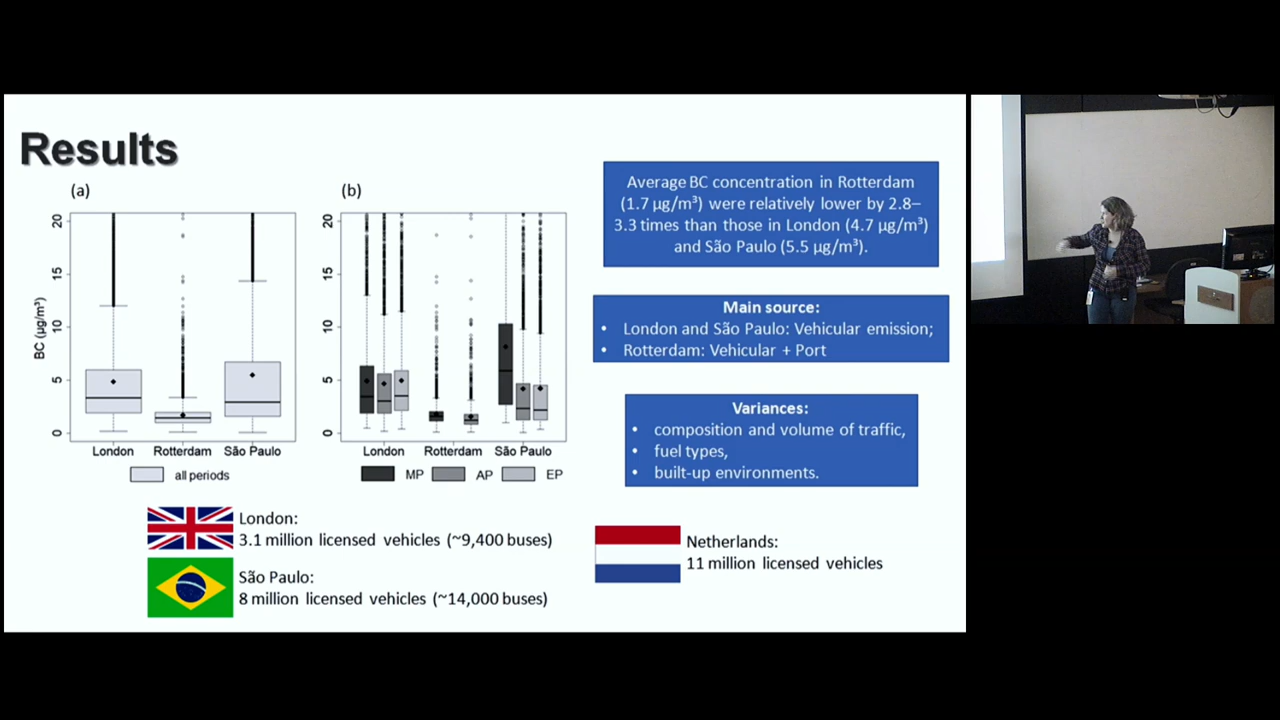 Results
(a)
(b)
BC (µg/m³)
20
15
10
5
0
London
Rotterdam
São Paulo
all periods
20
15
10
5
0
London
Rotterdam
São Paulo
MP
AP
EP
Average BC concentration in Rotterdam
(1.7 µg/m³) were relatively lower by 2.8–
3.3 times than those in London (4.7 µg/m³)
and São Paulo (5.5 µg/m³).
Main source:
• London and São Paulo: Vehicular emission;
• Rotterdam: Vehicular + Port
Variances:
• composition and volume of traffic,
• fuel types,
• built-up environments.
London:
3.1 million licensed vehicles (~9,400 buses)
São Paulo:
8 million licensed vehicles (~14,000 buses)
Netherlands:
11 million licensed vehicles